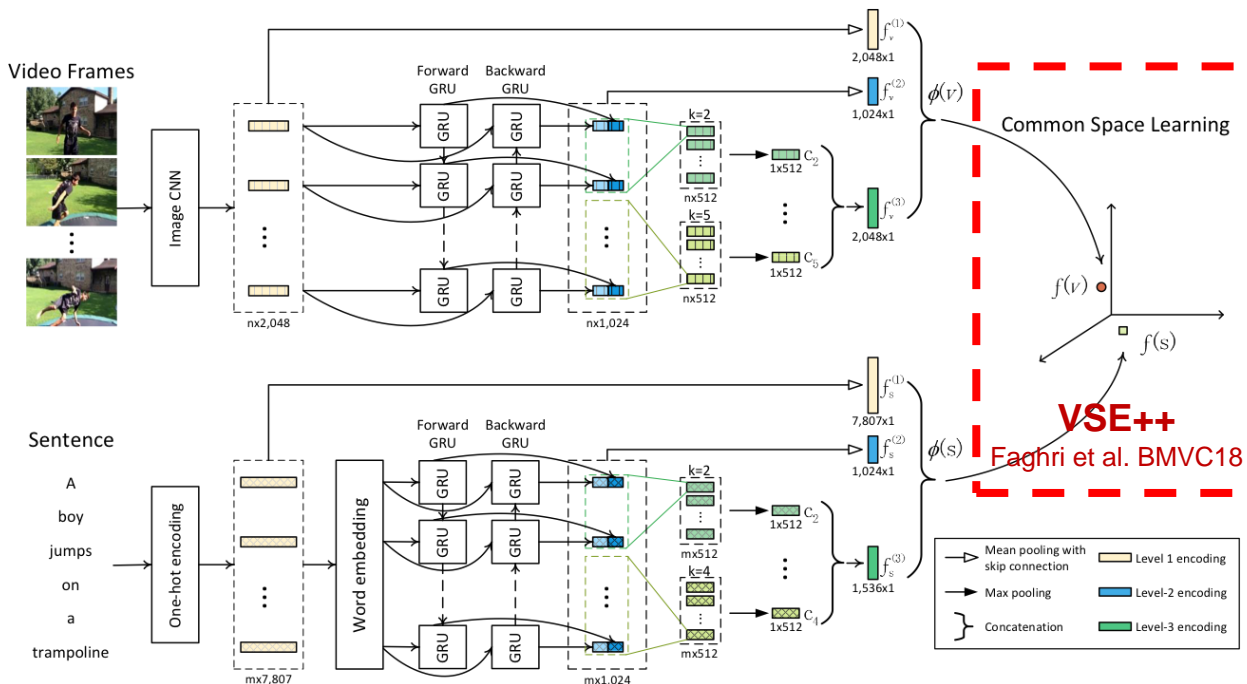 Video Frames
Image CNN
nx2,048
Forward
GRU
Backward
GRU
GRU
GRU
GRU
GRU
GRU
GRU
nx1,024
k=2
nx512
k=5
nx512
C₂
1x512
C₅
1x512
f_v^(1)
2,048x1
f_v^(2)
1,024x1
f_v^(3)
2,048x1
ϕ(v)
Common Space Learning
f(v)
f(s)
VSE++
Faghri et al. BMVC18
Sentence
A
boy
jumps
on
a
trampoline
One-hot encoding
mx7,807
Word embedding
Forward
GRU
Backward
GRU
GRU
GRU
GRU
GRU
GRU
GRU
mx1,024
k=2
mx512
k=4
mx512
C₂
1x512
C₄
1x512
f_s^(1)
7,807x1
f_s^(2)
1,024x1
f_s^(3)
1,536x1
ϕ(s)
Mean pooling with
skip connection
Max pooling
Concatenation
Level 1 encoding
Level-2 encoding
Level-3 encoding